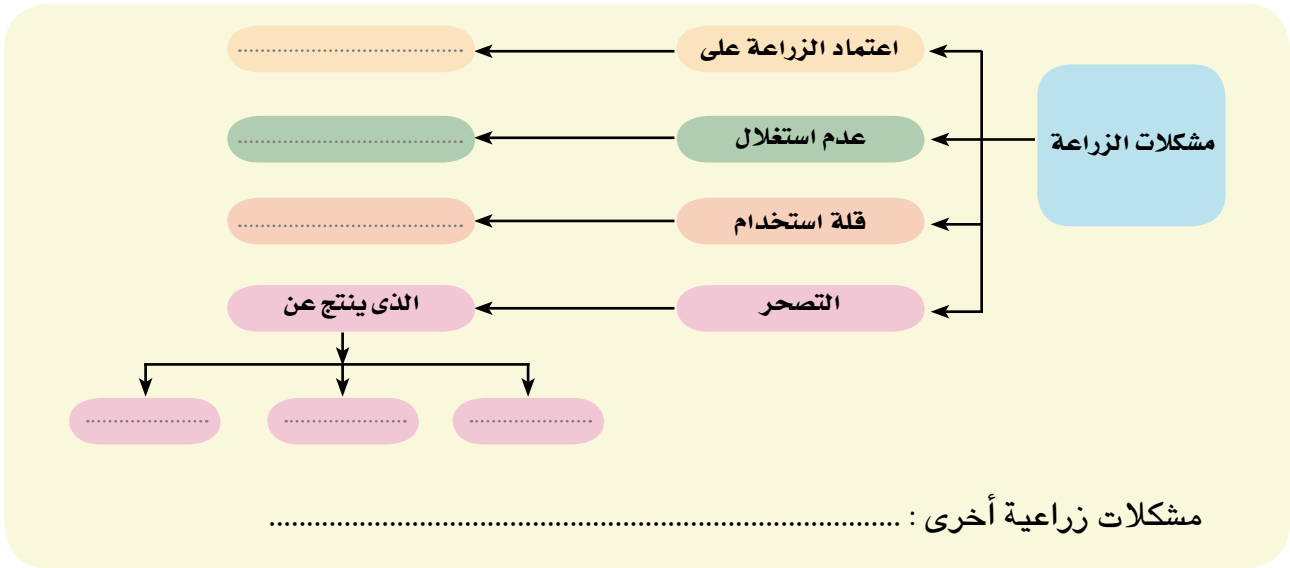 مشكلات الزراعة
اعتماد الزراعة على ........................
عدم استغلال ........................
قلة استخدام ........................
التصحر
الذى ينتج عن
........................ ........................ ........................
مشكلات زراعية أخرى : ................................................................................